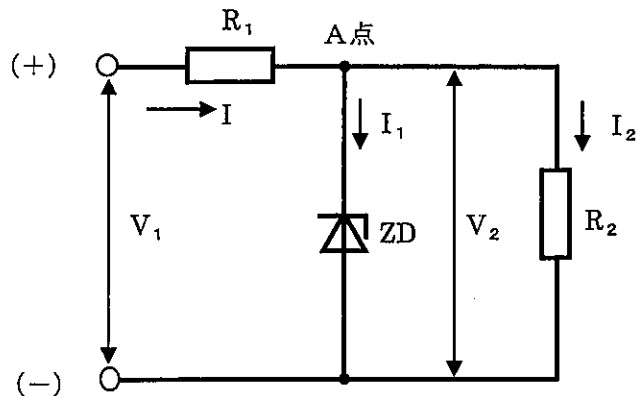 R₁
A点
(+)
I
I₁
I₂
V₁
ZD
V₂
R₂
(−)